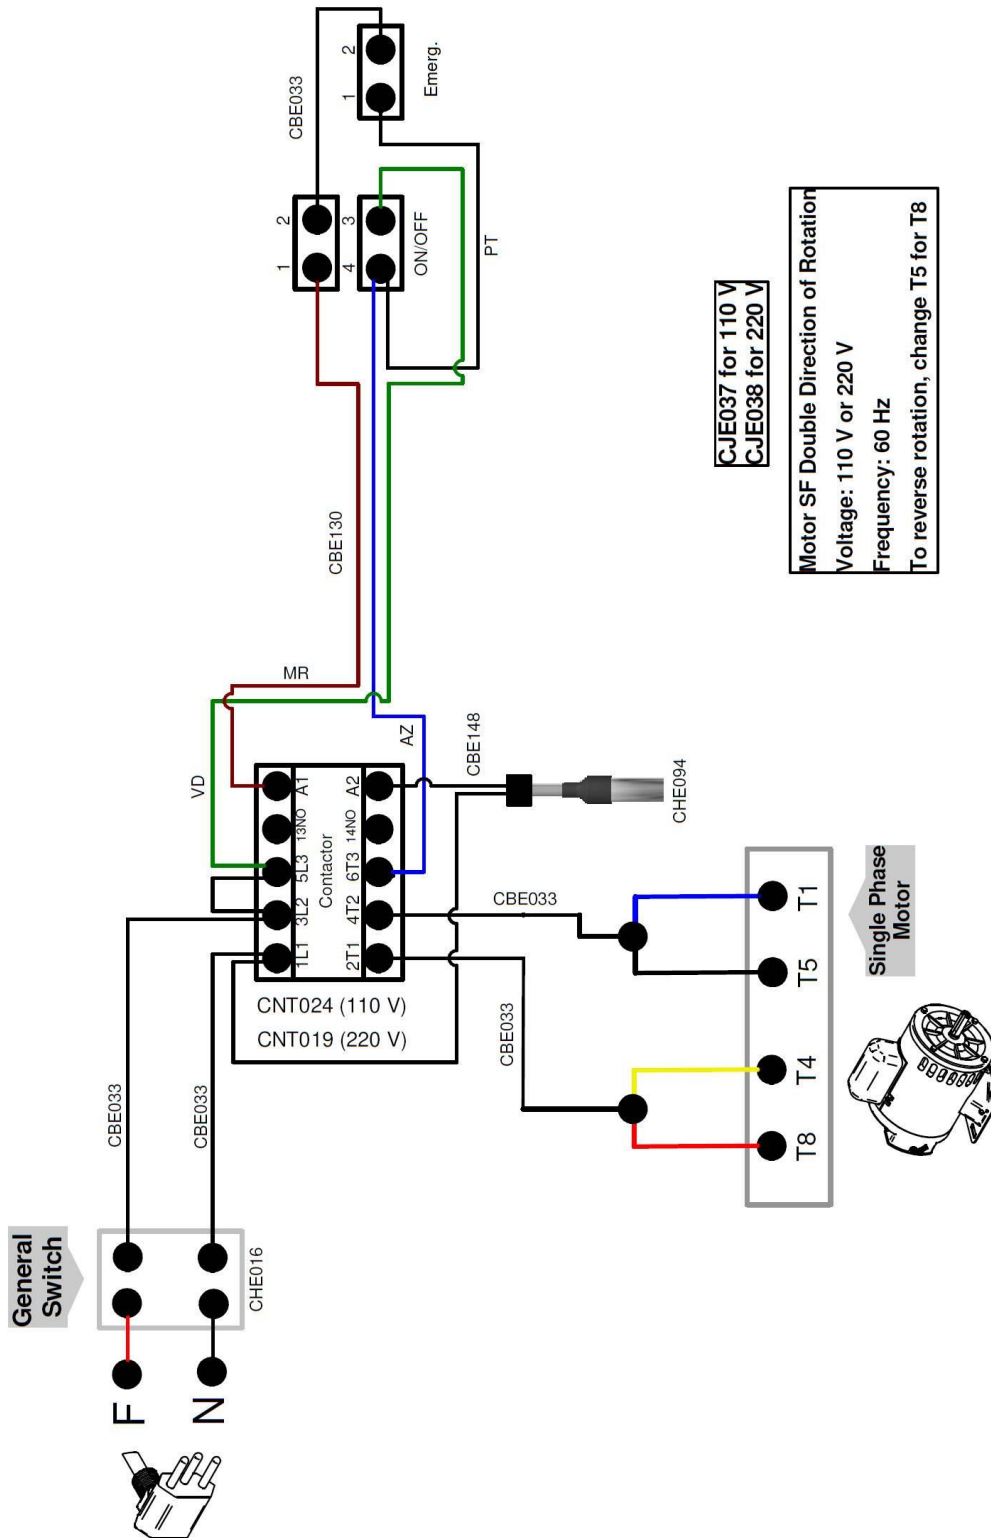 F
N
General
Switch
CHE016
CBE033
CBE033
1L1
3L2
5L3
13NO
A1
Contactor
2T1
4T2
6T3
14NO
A2
CNT024 (110 V)
CNT019 (220 V)
VD
MR
CBE130
AZ
CBE148
CHE094
CBE033
CBE033
T8
T4
T5
T1
Single Phase
Motor
1
2
CBE033
4
3
ON/OFF
1
2
Emerg.
PT
CJE037 for 110 V
CJE038 for 220 V
Motor SF Double Direction of Rotation
Voltage: 110 V or 220 V
Frequency: 60 Hz
To reverse rotation, change T5 for T8